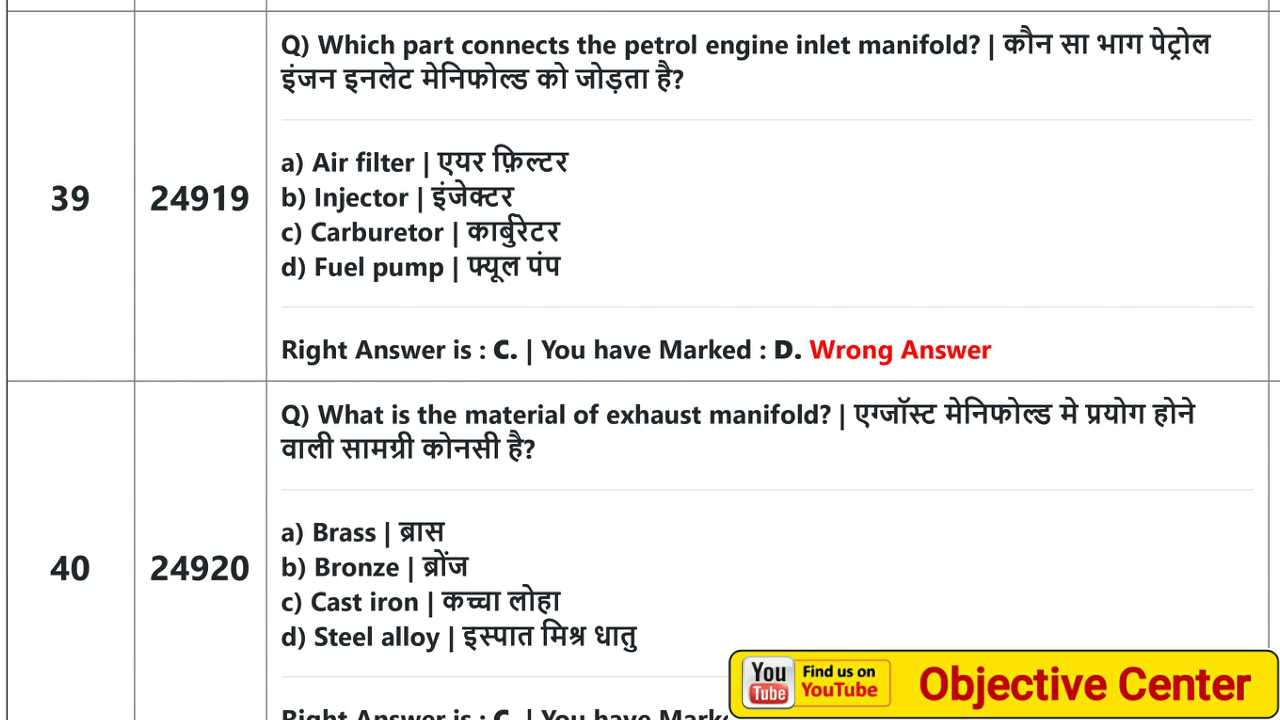 39
24919
Q) Which part connects the petrol engine inlet manifold? | कौन सा भाग पेट्रोल
इंजन इनलेट मेनिफोल्ड को जोड़ता है?
a) Air filter | एयर फ़िल्टर
b) Injector | इंजेक्टर
c) Carburetor | कार्बुरेटर
d) Fuel pump | फ्यूल पंप
Right Answer is : C. | You have Marked : D. Wrong Answer
40
24920
Q) What is the material of exhaust manifold? | एग्जॉस्ट मेनिफोल्ड मे प्रयोग होने
वाली सामग्री कोनसी है?
a) Brass | ब्रास
b) Bronze | ब्रोंज
c) Cast iron | कच्चा लोहा
d) Steel alloy | इस्पात मिश्र धातु
Right Answer is : C. | You have
You Tube
Find us on
YouTube
Objective Center